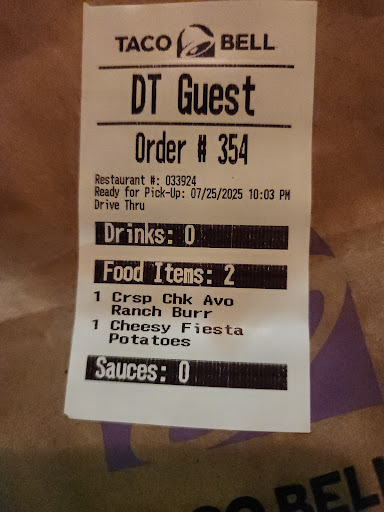 TACO BELL
DT Guest
Order # 354
Restaurant #: 033924
Ready for Pick-Up: 07/25/2025 10:03 PM
Drive Thru
Drinks: 0
Food Items: 2
1 Crsp Chk Avo
Ranch Burr
1 Cheesy Fiesta
Potatoes
Sauces: 0
CO BELL